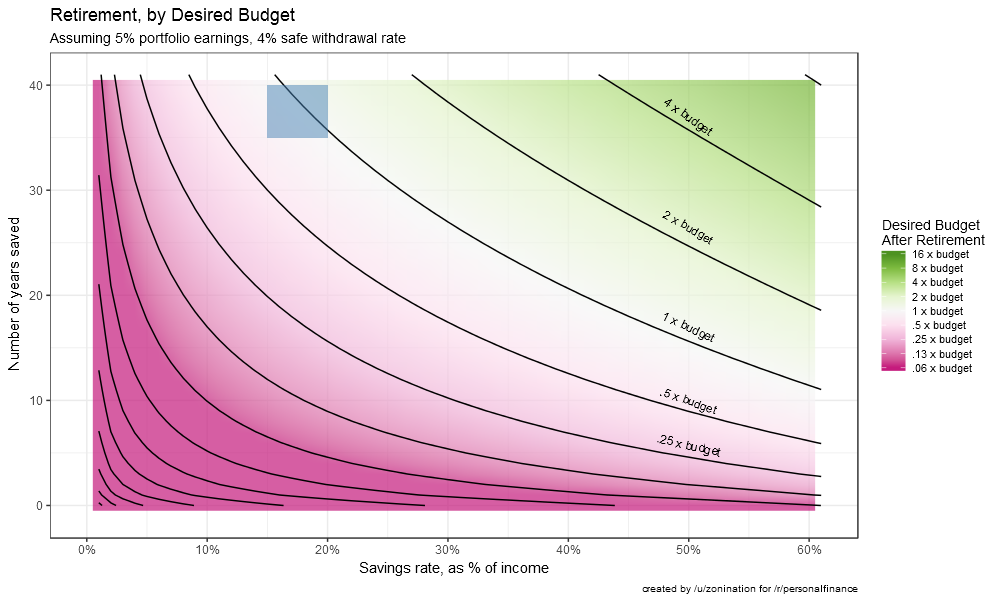 Retirement, by Desired Budget
Assuming 5% portfolio earnings, 4% safe withdrawal rate
Number of years saved
40
30
20
10
0
4 x budget
2 x budget
1 x budget
.5 x budget
.25 x budget
0%
10%
20%
30%
40%
50%
60%
Savings rate, as % of income
Desired Budget
After Retirement
16 x budget
8 x budget
4 x budget
2 x budget
1 x budget
.5 x budget
.25 x budget
.13 x budget
.06 x budget
created by /u/zonination for /r/personalfinance